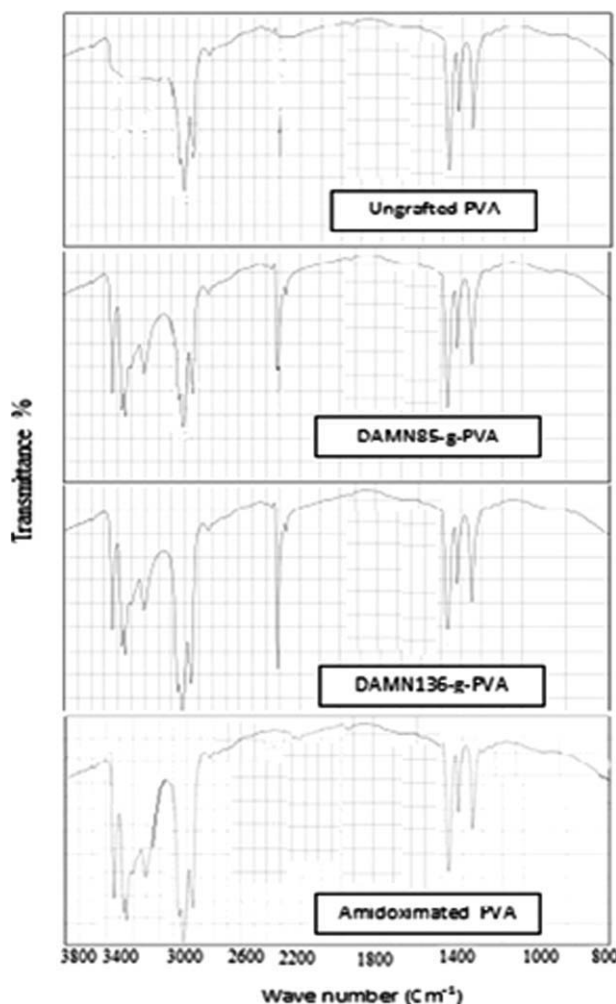 Ungrafted PVA
Transmittance %
DAMN85-g-PVA
DAMN136-g-PVA
Amidoximated PVA
3800 3400 3000 2600 2200 1800 1400 1000 800
Wave number (Cm⁻¹)